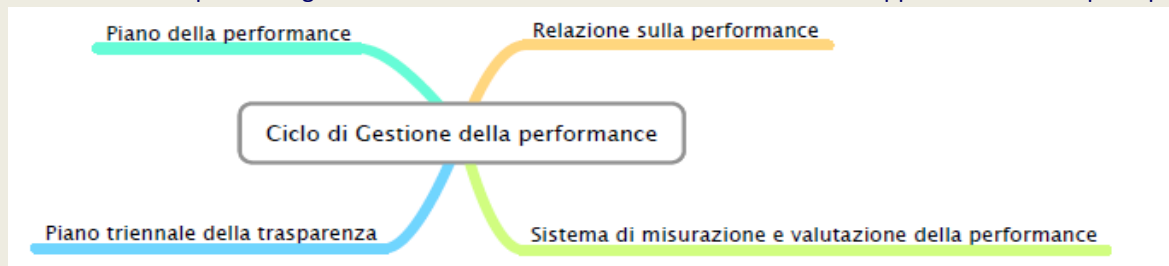 Piano della performance
Relazione sulla performance
Ciclo di Gestione della performance
Piano triennale della trasparenza
Sistema di misurazione e valutazione della performance